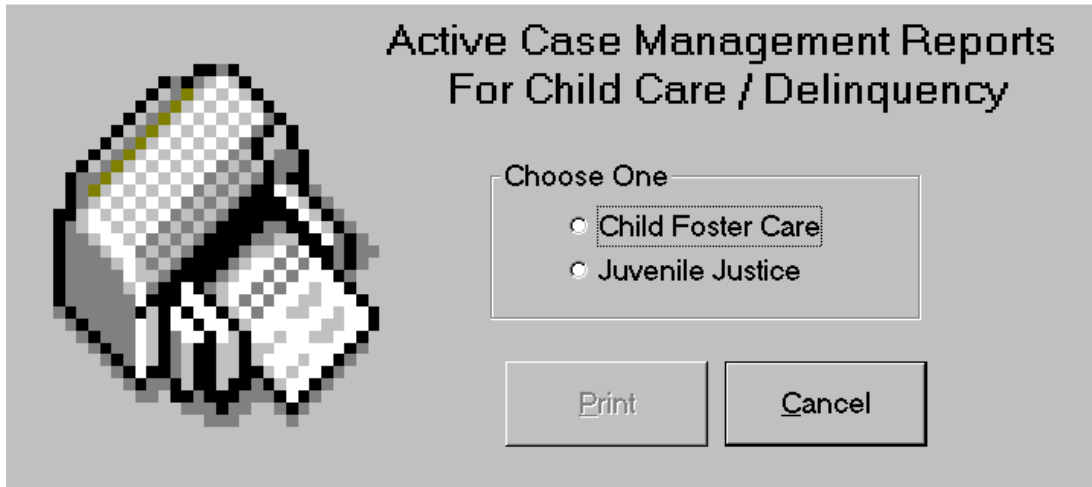 Active Case Management Reports
For Child Care / Delinquency
Choose One
Child Foster Care
Juvenile Justice
Print
Cancel